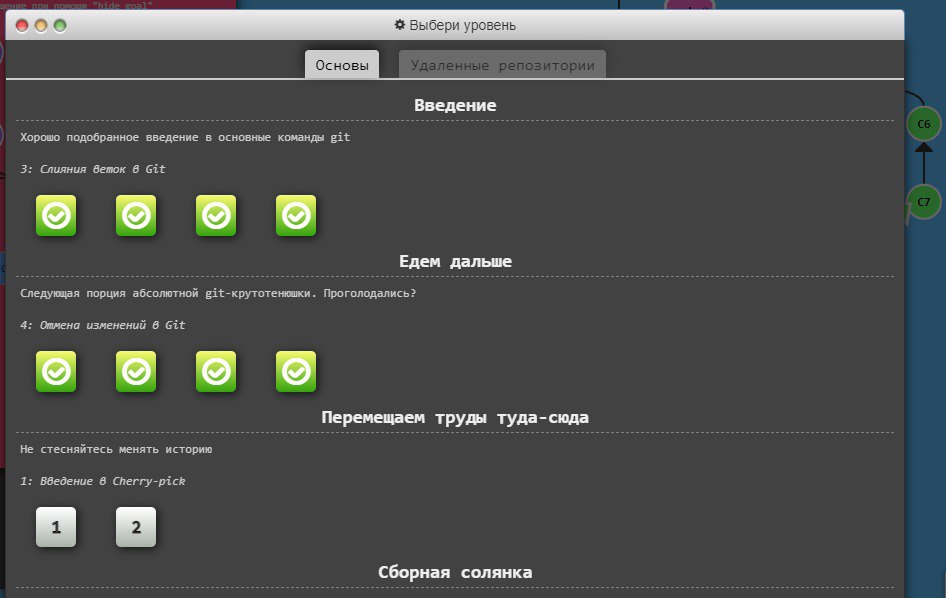 щение при помощи "hide goal"
Выбери уровень
Основы
Удаленные репозитории
Введение
Хорошо подобранное введение в основные команды git
3: Слияния веток в Git
Едем дальше
Следующая порция абсолютной git-крутотенюшки. Проголодались?
4: Отмена изменений в Git
Перемещаем труды туда-сюда
Не стесняйтесь менять историю
1: Введение в Cherry-pick
1 2
Сборная солянка
C6
C7